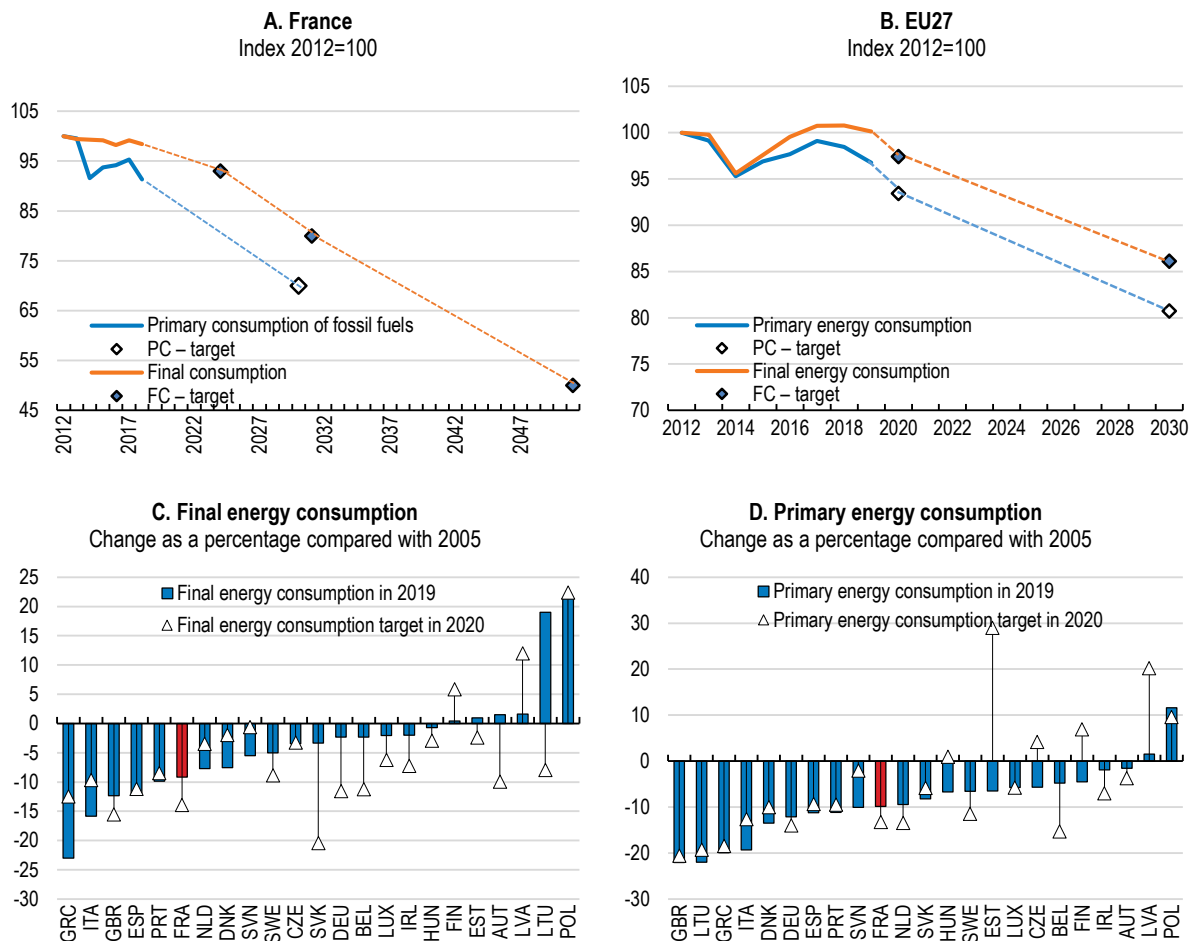 A. France
Index 2012=100
105
95
85
75
65
55
45
Primary consumption of fossil fuels
PC – target
Final consumption
FC – target
2012
2017
2022
2027
2032
2037
2042
2047
B. EU27
Index 2012=100
105
100
95
90
85
80
75
70
Primary energy consumption
PC – target
Final energy consumption
FC – target
2012 2014 2016 2018 2020 2022 2024 2026 2028 2030
C. Final energy consumption
Change as a percentage compared with 2005
25
20
15
10
5
0
-5
-10
-15
-20
-25
-30
Final energy consumption in 2019
Final energy consumption target in 2020
GRC
ITA
GBR
ESP
PRT
FRA
NLD
DNK
SVN
SWE
CZE
SVK
DEU
BEL
LUX
IRL
HUN
FIN
EST
AUT
LVA
LTU
POL
D. Primary energy consumption
Change as a percentage compared with 2005
40
30
20
10
0
-10
-20
-30
Primary energy consumption in 2019
Primary energy consumption target in 2020
GBR
LTU
GRC
ITA
DNK
DEU
ESP
PRT
SVN
FRA
NLD
SVK
HUN
SWE
EST
LUX
CZE
BEL
FIN
IRL
AUT
LVA
POL